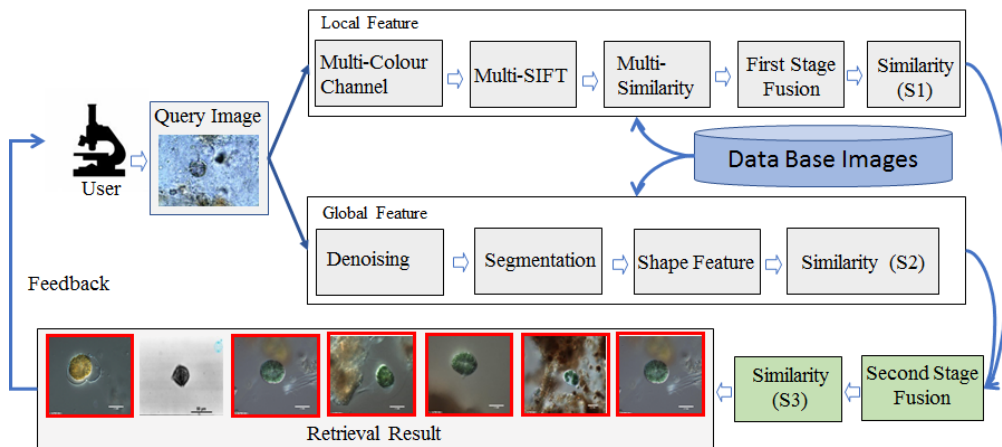 Local Feature
Multi-Colour
Channel
Multi-SIFT
Multi-
Similarity
First Stage
Fusion
Similarity
(S1)
Query Image
User
Data Base Images
Global Feature
Denoising
Segmentation
Shape Feature
Similarity (S2)
Feedback
Second Stage
Fusion
Similarity
(S3)
Retrieval Result